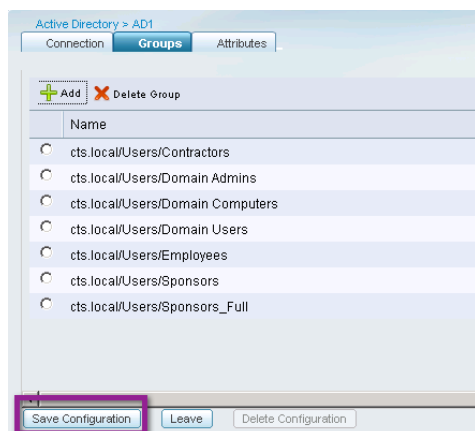 Active Directory > AD1
Connection Groups Attributes
Add Delete Group
Name
cts.local/Users/Contractors
cts.local/Users/Domain Admins
cts.local/Users/Domain Computers
cts.local/Users/Domain Users
cts.local/Users/Employees
cts.local/Users/Sponsors
cts.local/Users/Sponsors_Full
Save Configuration Leave Delete Configuration